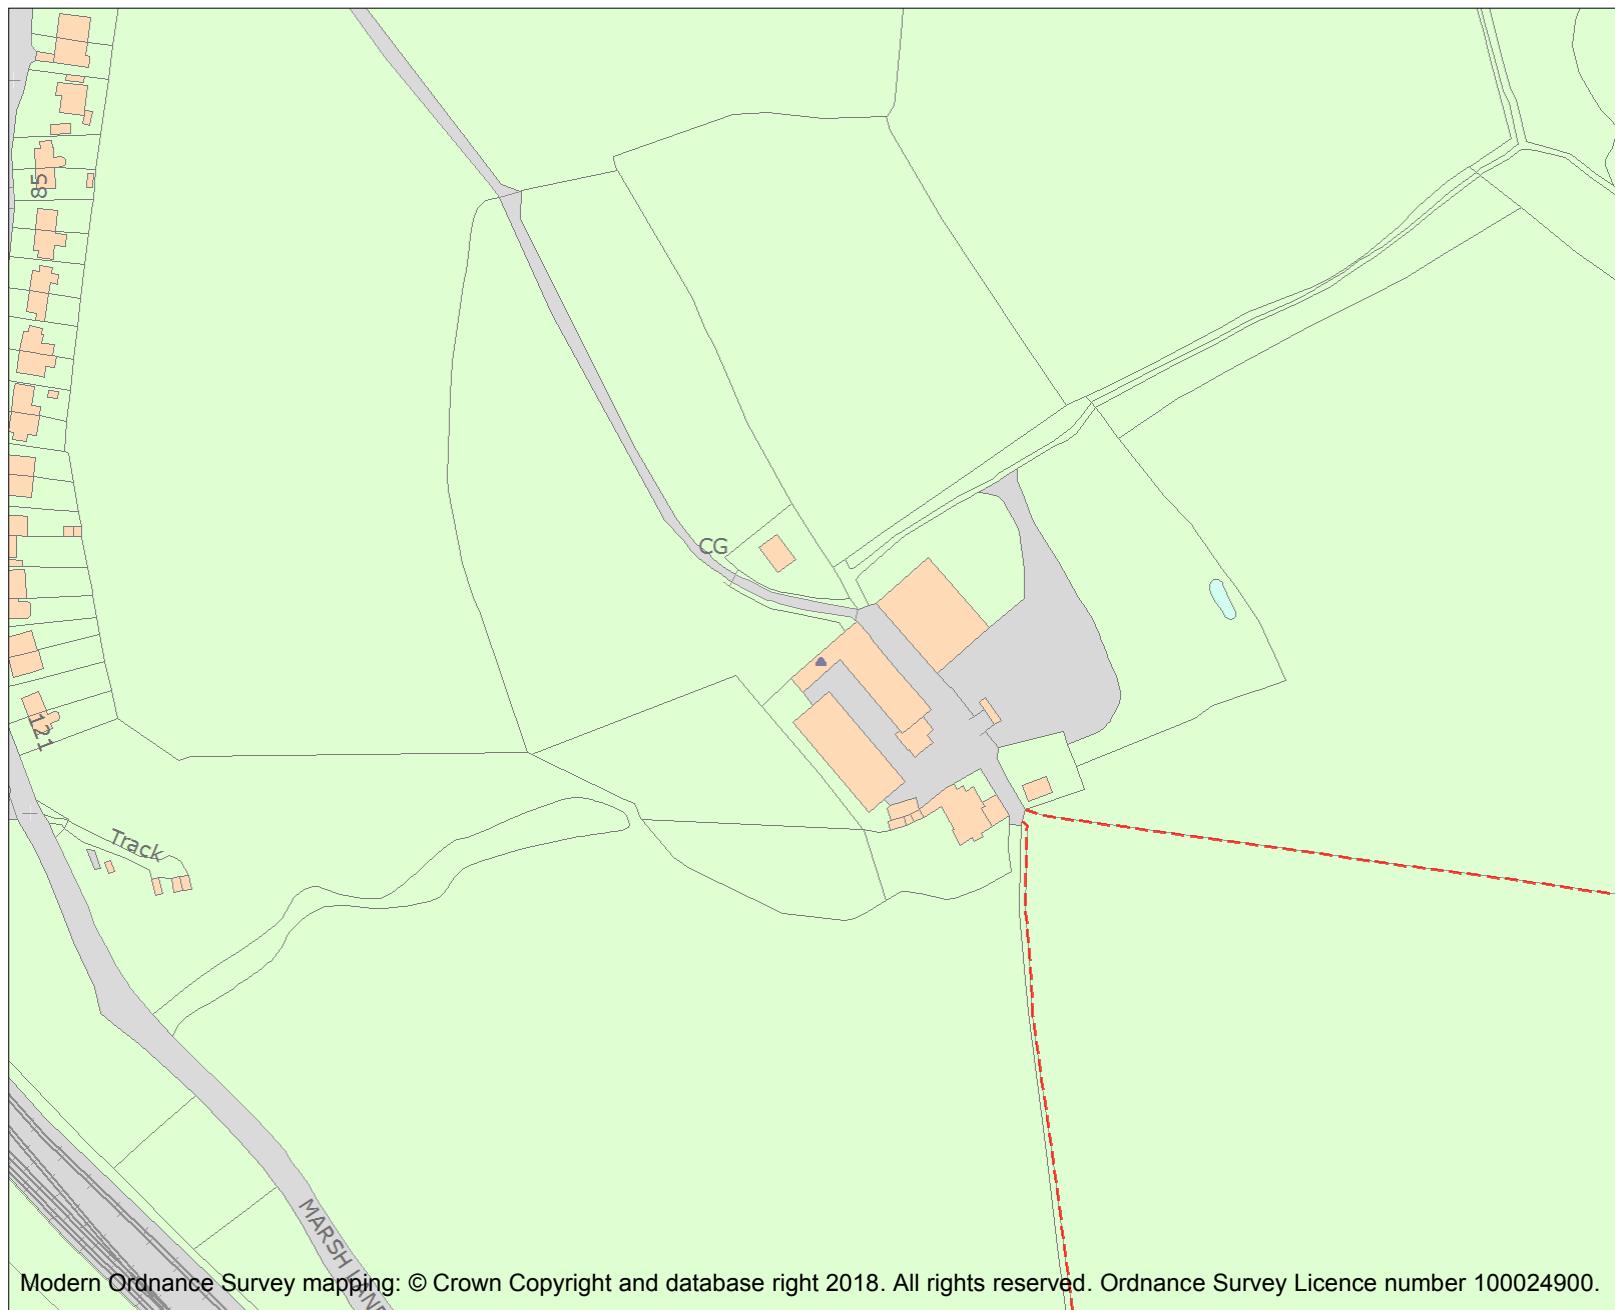 85
CG
121
Track
MARSH LANE
Modern Ordnance Survey mapping: © Crown Copyright and database right 2018. All rights reserved. Ordnance Survey Licence number 100024900.